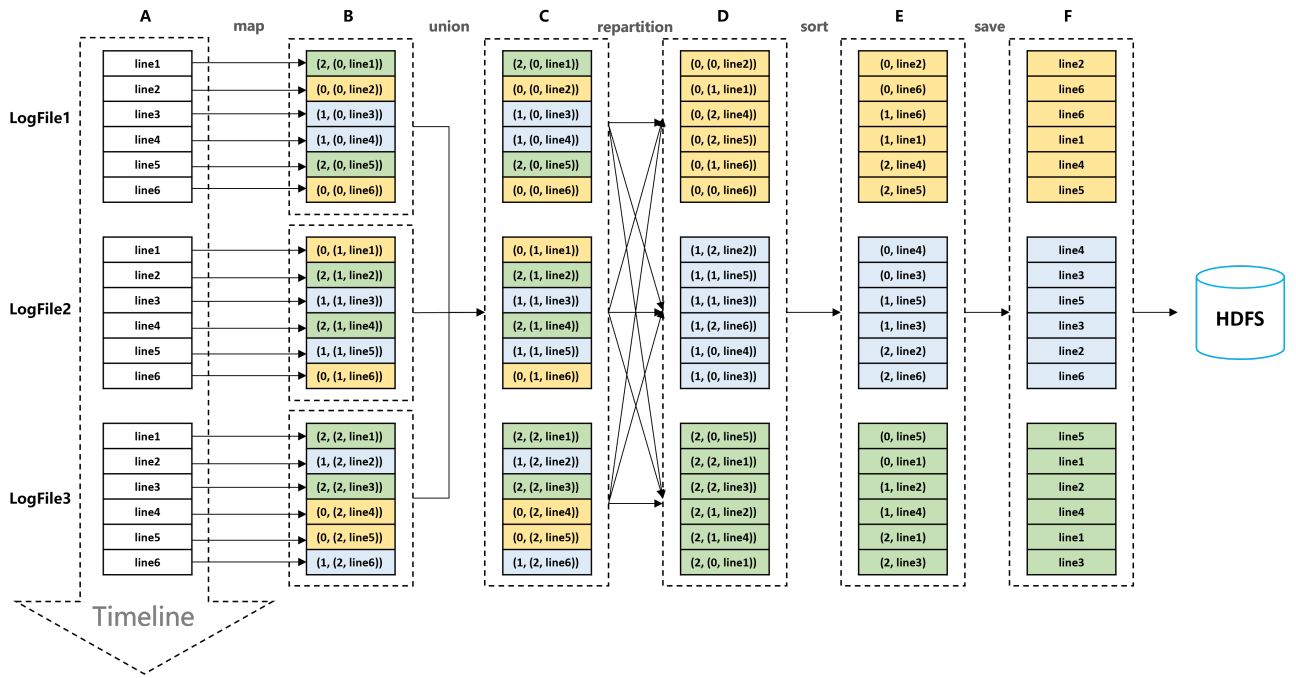 A B C D E F
map union repartition sort save
LogFile1
line1 (2, (0, line1)) (2, (0, line1)) (0, (0, line2)) (0, line2) line2
line2 (0, (0, line2)) (0, (0, line2)) (0, (1, line1)) (0, line6) line6
line3 (1, (0, line3)) (1, (0, line3)) (0, (2, line4)) (1, line6) line6
line4 (1, (0, line4)) (1, (0, line4)) (0, (2, line5)) (1, line1) line1
line5 (2, (0, line5)) (2, (0, line5)) (0, (1, line6)) (2, line4) line4
line6 (0, (0, line6)) (0, (0, line6)) (0, (0, line6)) (2, line5) line5
LogFile2
line1 (0, (1, line1)) (0, (1, line1)) (1, (2, line2)) (0, line4) line4
line2 (2, (1, line2)) (2, (1, line2)) (1, (1, line5)) (0, line3) line3
line3 (1, (1, line3)) (1, (1, line3)) (1, (1, line3)) (1, line5) line5
line4 (2, (1, line4)) (2, (1, line4)) (1, (2, line6)) (1, line3) line3
line5 (1, (1, line5)) (1, (1, line5)) (1, (0, line4)) (2, line2) line2
line6 (0, (1, line6)) (0, (1, line6)) (1, (0, line3)) (2, line6) line6
HDFS
LogFile3
line1 (2, (2, line1)) (2, (2, line1)) (2, (0, line5)) (0, line5) line5
line2 (1, (2, line2)) (1, (2, line2)) (2, (2, line1)) (0, line1) line1
line3 (2, (2, line3)) (2, (2, line3)) (2, (2, line3)) (1, line2) line2
line4 (0, (2, line4)) (0, (2, line4)) (2, (1, line2)) (1, line4) line4
line5 (0, (2, line5)) (0, (2, line5)) (2, (1, line4)) (2, line1) line1
line6 (1, (2, line6)) (1, (2, line6)) (2, (0, line1)) (2, line3) line3
Timeline